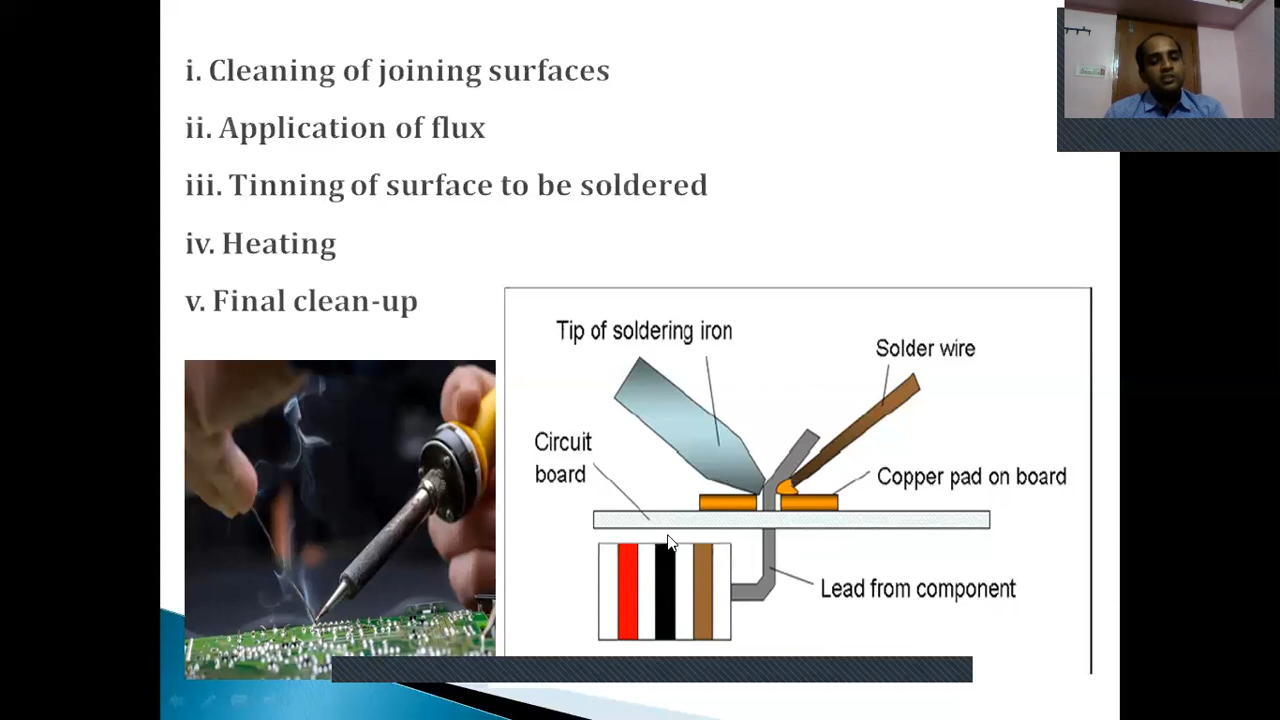 i. Cleaning of joining surfaces
ii. Application of flux
iii. Tinning of surface to be soldered
iv. Heating
v. Final clean-up
Tip of soldering iron
Solder wire
Circuit
board
Copper pad on board
Lead from component